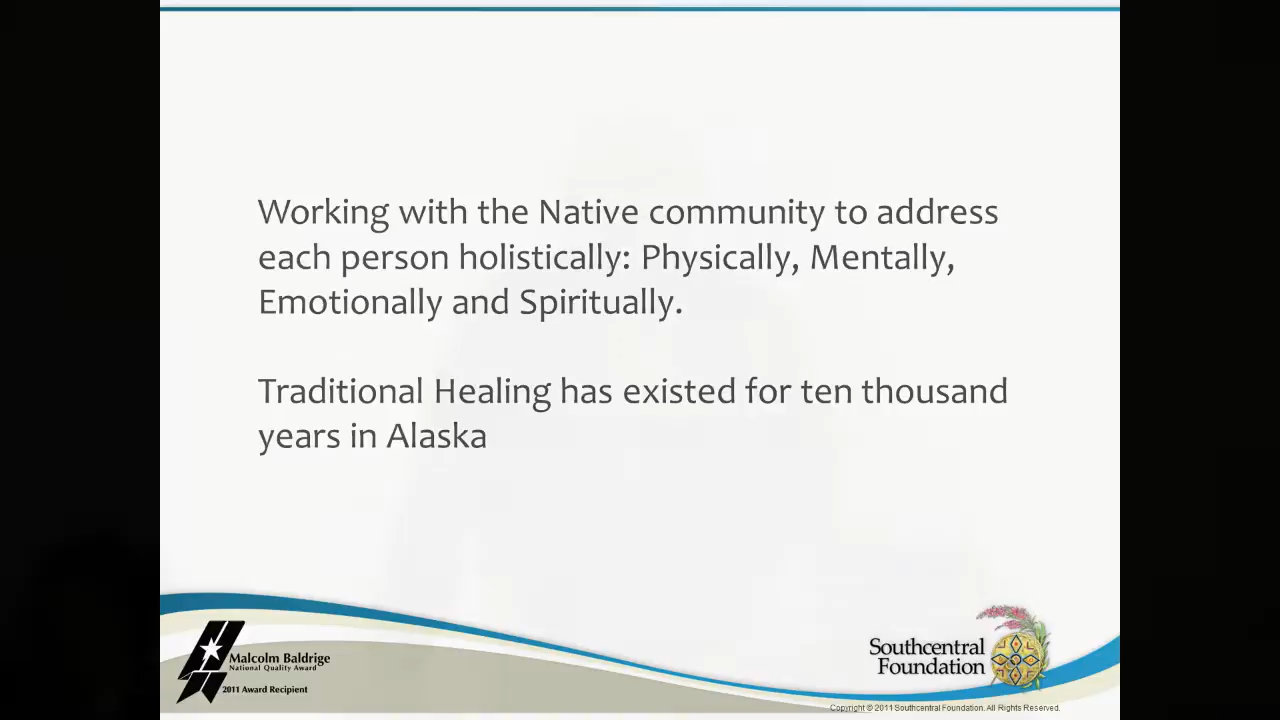 Working with the Native community to address
each person holistically: Physically, Mentally,
Emotionally and Spiritually.
Traditional Healing has existed for ten thousand
years in Alaska
Malcolm Baldrige
National Quality Award
2011 Award Recipient
Southcentral
Foundation
Copyright © 2011 Southcentral Foundation. All Rights Reserved.